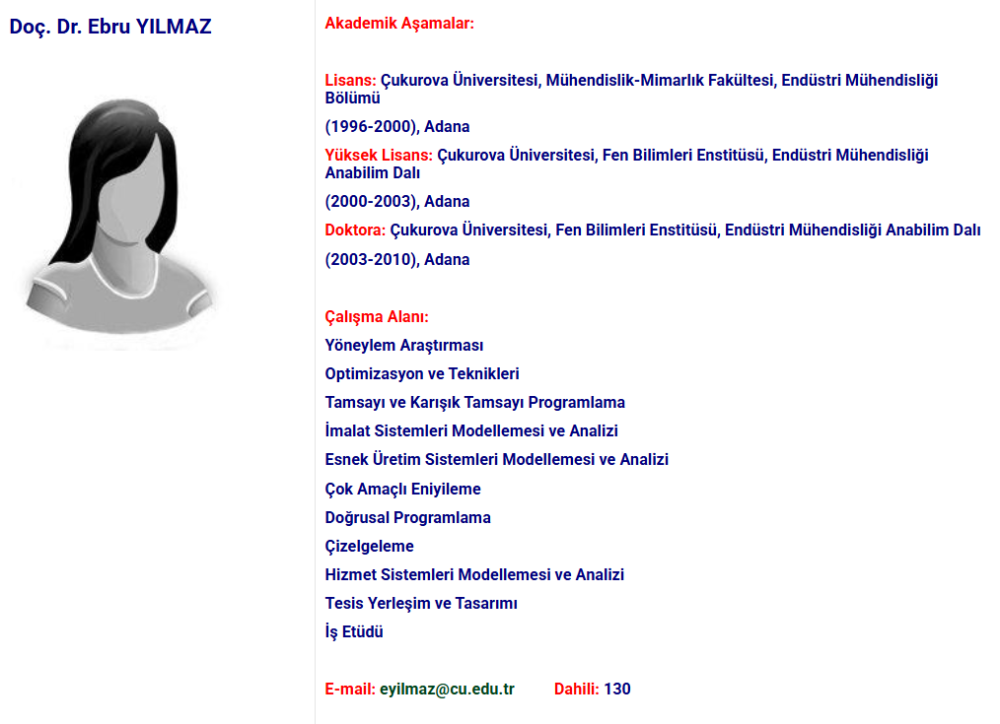 Doç. Dr. Ebru YILMAZ
Akademik Aşamalar:
Lisans: Çukurova Üniversitesi, Mühendislik-Mimarlık Fakültesi, Endüstri Mühendisliği
Bölümü
(1996-2000), Adana
Yüksek Lisans: Çukurova Üniversitesi, Fen Bilimleri Enstitüsü, Endüstri Mühendisliği
Anabilim Dalı
(2000-2003), Adana
Doktora: Çukurova Üniversitesi, Fen Bilimleri Enstitüsü, Endüstri Mühendisliği Anabilim Dalı
(2003-2010), Adana
Çalışma Alanı:
Yöneylem Araştırması
Optimizasyon ve Teknikleri
Tamsayı ve Karışık Tamsayı Programlama
İmalat Sistemleri Modellemesi ve Analizi
Esnek Üretim Sistemleri Modellemesi ve Analizi
Çok Amaçlı Eniyileme
Doğrusal Programlama
Çizelgeleme
Hizmet Sistemleri Modellemesi ve Analizi
Tesis Yerleşim ve Tasarımı
İş Etüdü
E-mail: eyilmaz@cu.edu.tr Dahili: 130